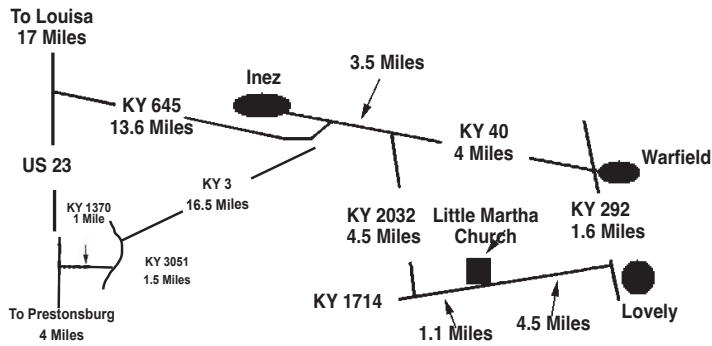 To Louisa
17 Miles
3.5 Miles
Inez
KY 645
13.6 Miles
KY 40
4 Miles
Warfield
US 23
KY 3
16.5 Miles
KY 1370
1 Mile
KY 2032
4.5 Miles
Little Martha
Church
KY 292
1.6 Miles
KY 3051
1.5 Miles
KY 1714
To Prestonsburg
4 Miles
1.1 Miles
4.5 Miles
Lovely